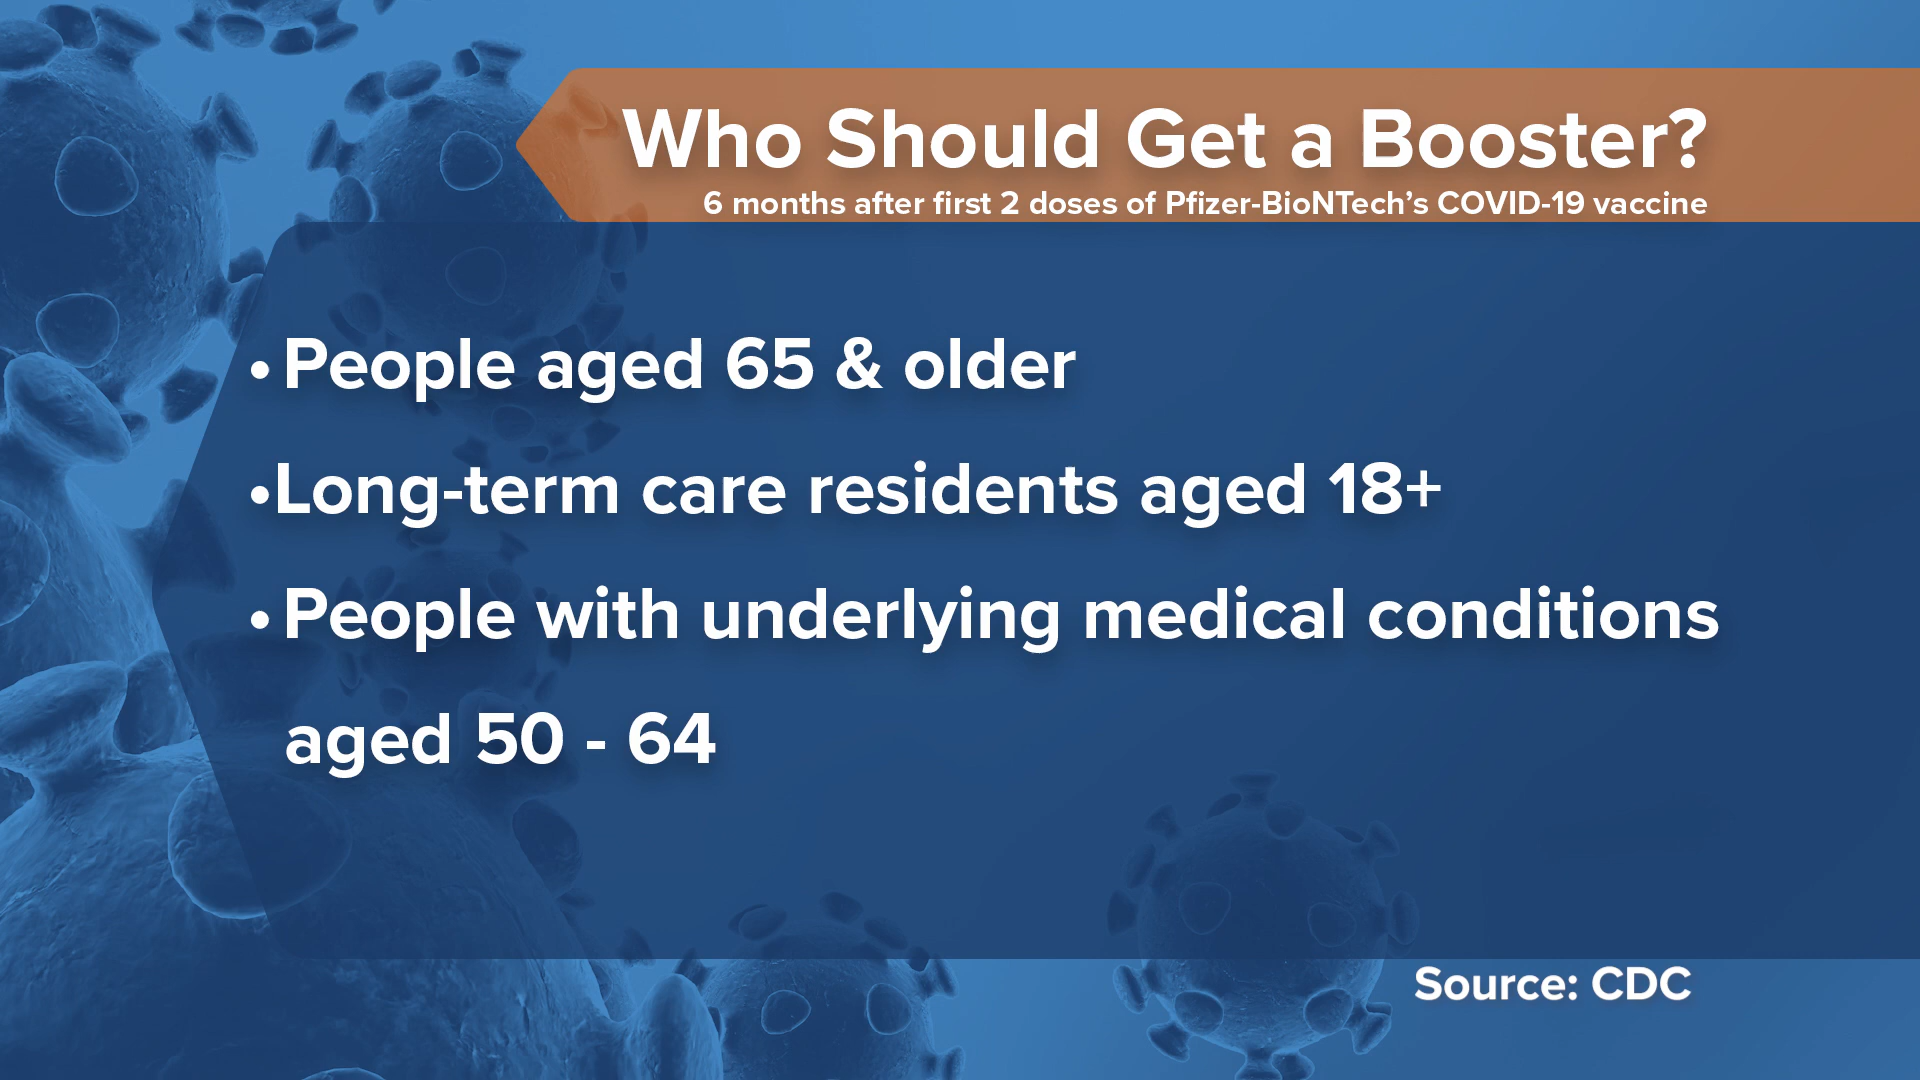 Who Should Get a Booster?
6 months after first 2 doses of Pfizer-BioNTech’s COVID-19 vaccine
• People aged 65 & older
•Long-term care residents aged 18+
• People with underlying medical conditions
aged 50 - 64
Source: CDC